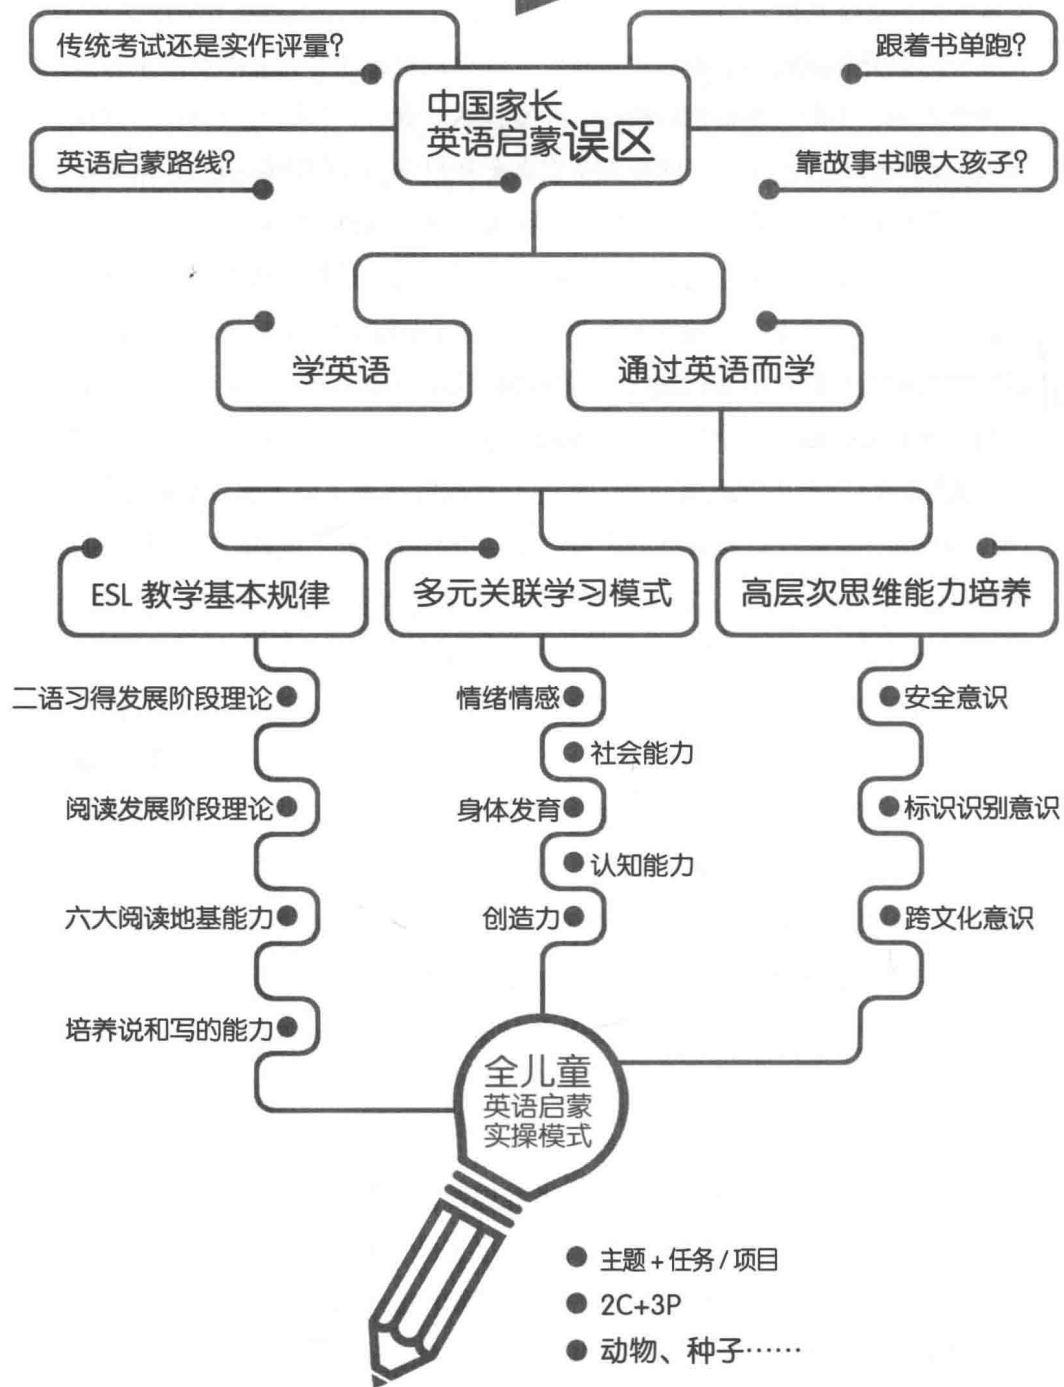 传统考试还是实作评量?
跟着书单跑?
中国家长
英语启蒙误区
英语启蒙路线?
靠故事书喂大孩子?
学英语
通过英语而学
ESL 教学基本规律
多元关联学习模式
高层次思维能力培养
二语习得发展阶段理论
情绪情感
安全意识
社会能力
阅读发展阶段理论
身体发育
标识识别意识
认知能力
六大阅读地基能力
创造力
跨文化意识
培养说和写的能力
全儿童
英语启蒙
实操模式
主题+任务/项目
2C+3P
动物、种子……